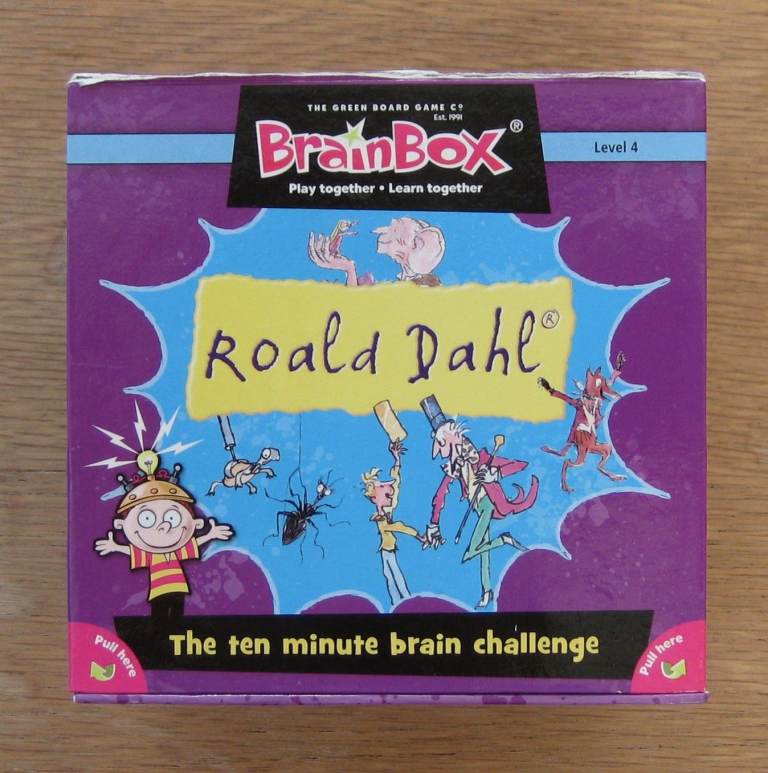 THE GREEN BOARD GAME Cº
Est. 1991
BrainBox®
Play together • Learn together
Level 4
Roald Dahl®
The ten minute brain challenge
Pull here
Pull here